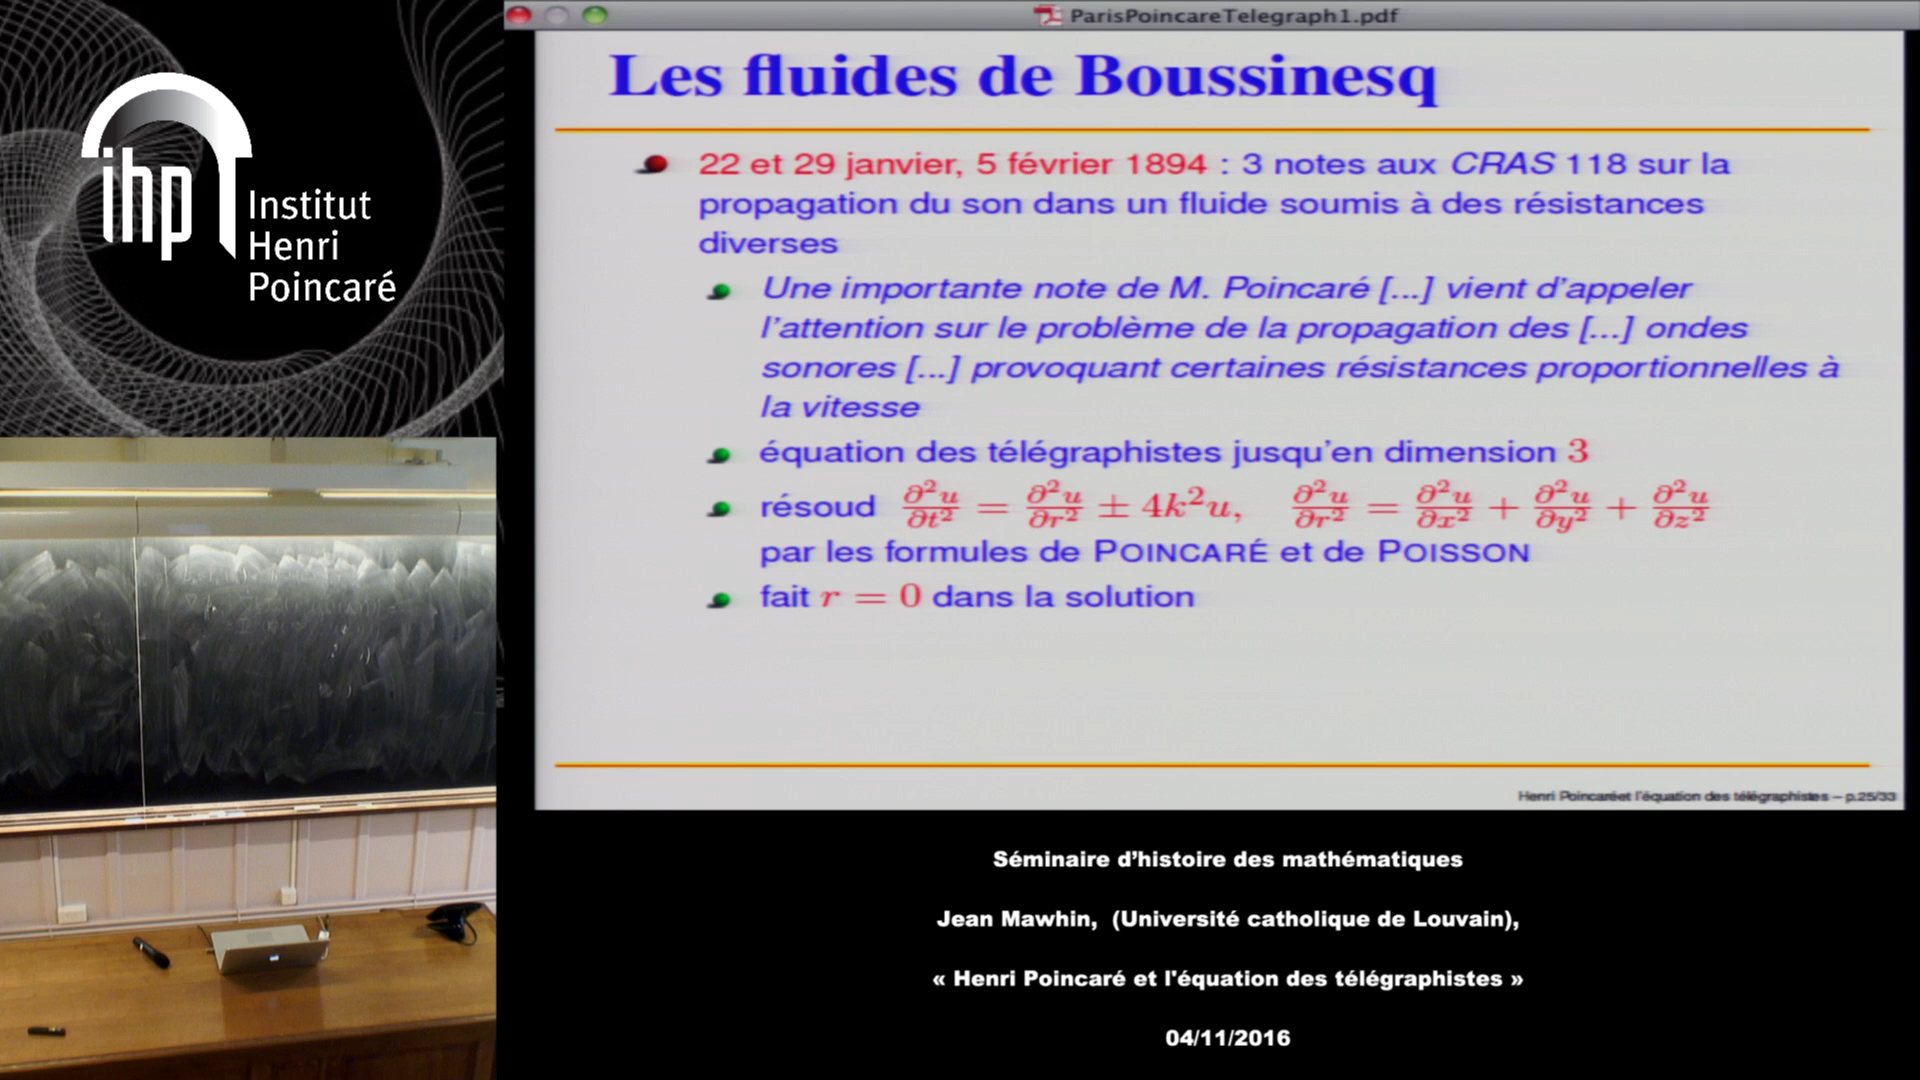 ihp
Institut
Henri
Poincaré
ParisPoincareTelegraph1.pdf
Les fluides de Boussinesq
22 et 29 janvier, 5 février 1894 : 3 notes aux CRAS 118 sur la
propagation du son dans un fluide soumis à des résistances
diverses
Une importante note de M. Poincaré [...] vient d'appeler
l'attention sur le problème de la propagation des [...] ondes
sonores [...] provoquant certaines résistances proportionnelles à
la vitesse
équation des télégraphistes jusqu'en dimension 3
résoud ∂²u/∂t² = ∂²u/∂r² ± 4k²u, ∂²u/∂r² = ∂²u/∂x² + ∂²u/∂y² + ∂²u/∂z²
par les formules de POINCARÉ et de POISSON
fait r = 0 dans la solution
Henri Poincaréet l'équation des télégraphistes – p.25/33
Séminaire d'histoire des mathématiques
Jean Mawhin, (Université catholique de Louvain),
« Henri Poincaré et l'équation des télégraphistes »
04/11/2016